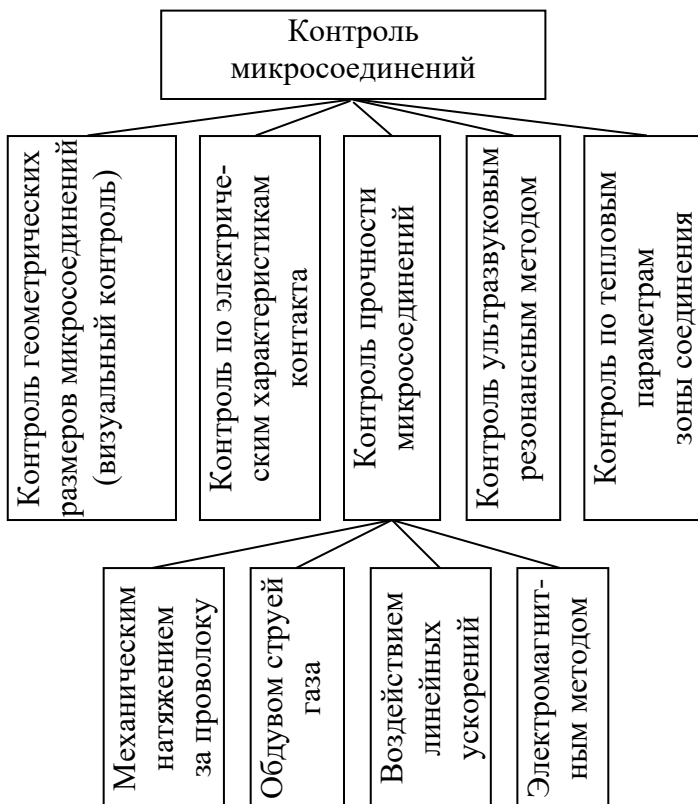 Контроль
микросоединений
Контроль геометрических
размеров микросоединений
(визуальный контроль)
Контроль по электриче-
ским характеристикам
контакта
Контроль прочности
микросоединений
Контроль ультразвуковым
резонансным методом
Контроль по тепловым
параметрам
зоны соединения
Механическим
натяжением
за проволоку
Обдувом струей
газа
Воздействием
линейных
ускорений
Электромагнит-
ным методом